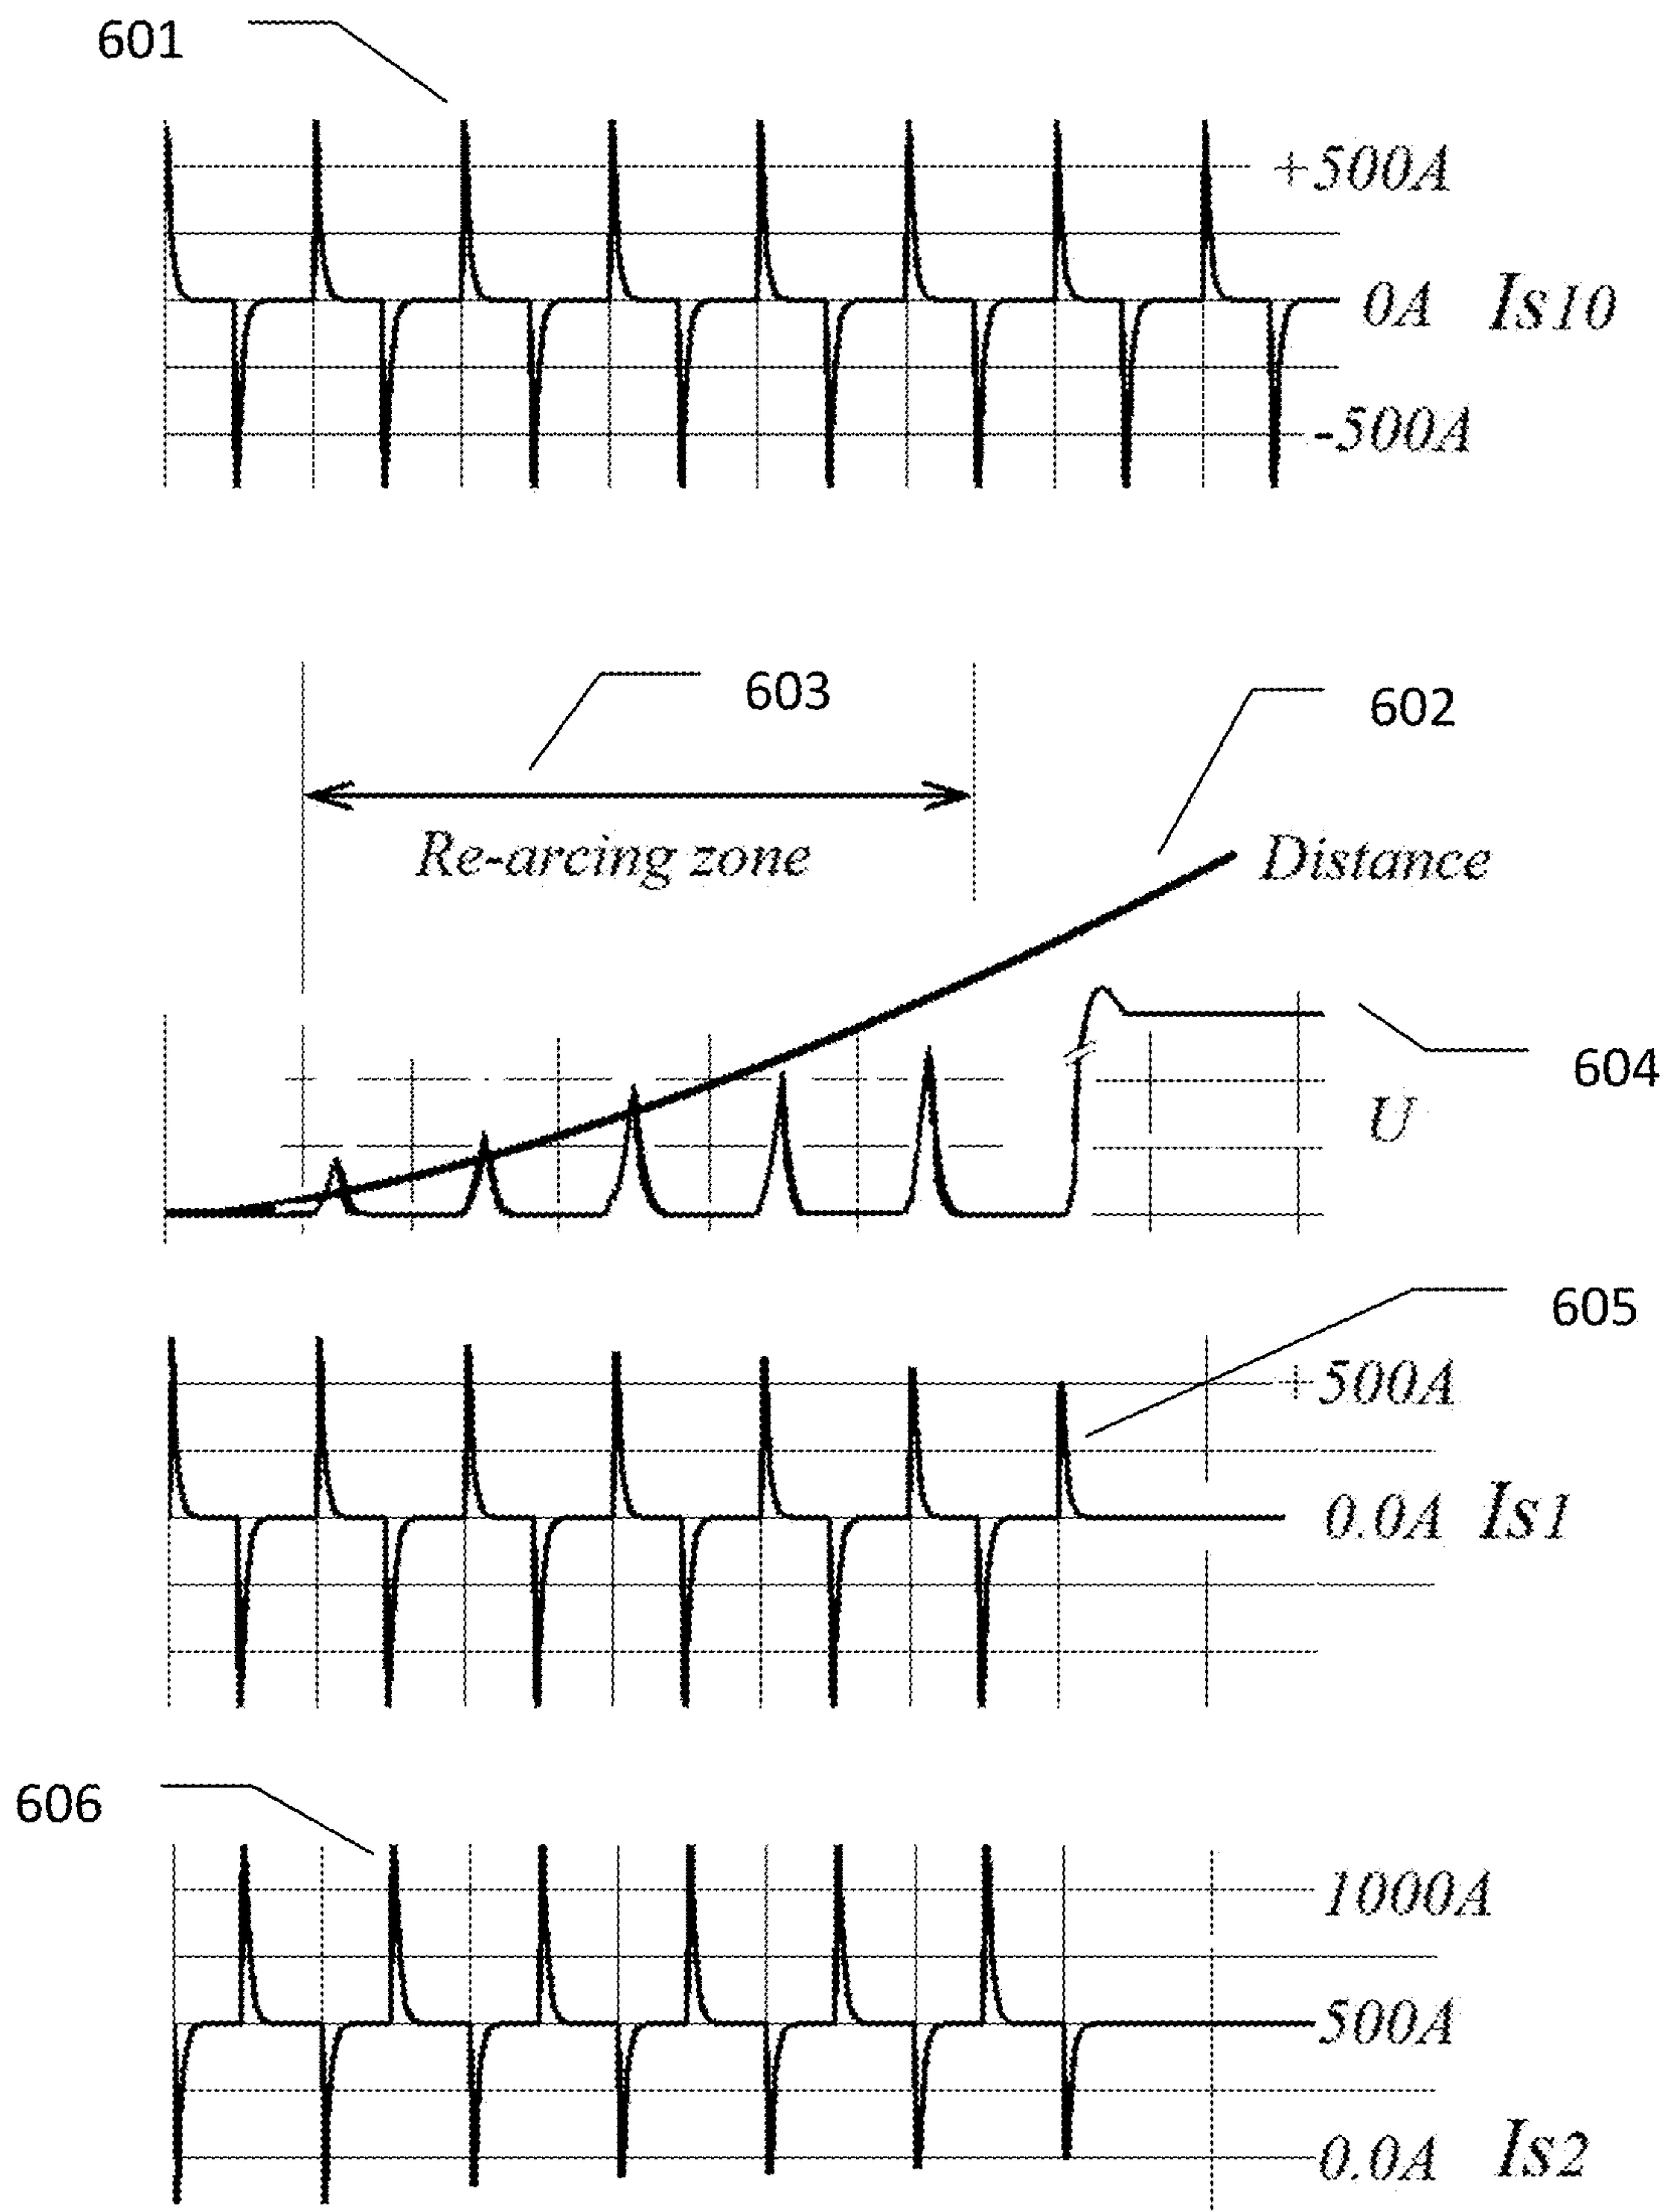 601
+500A
0A Is10
-500A
603
602
Re-arcing zone
Distance
604
U
605
+500A
0.0A Is1
606
1000A
500A
0.0A Is2